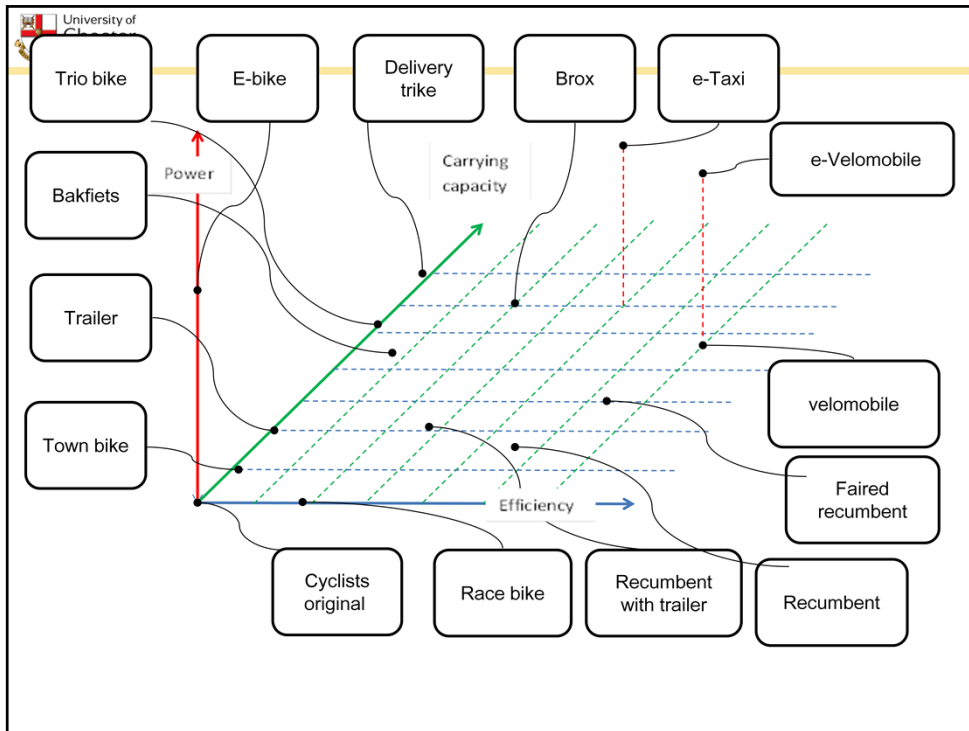 University of
Trio bike
E-bike
Delivery
trike
Brox
e-Taxi
Power
Carrying
capacity
e-Velomobile
Bakfiets
Trailer
Town bike
velomobile
Efficiency
Faired
recumbent
Cyclists
original
Race bike
Recumbent
with trailer
Recumbent